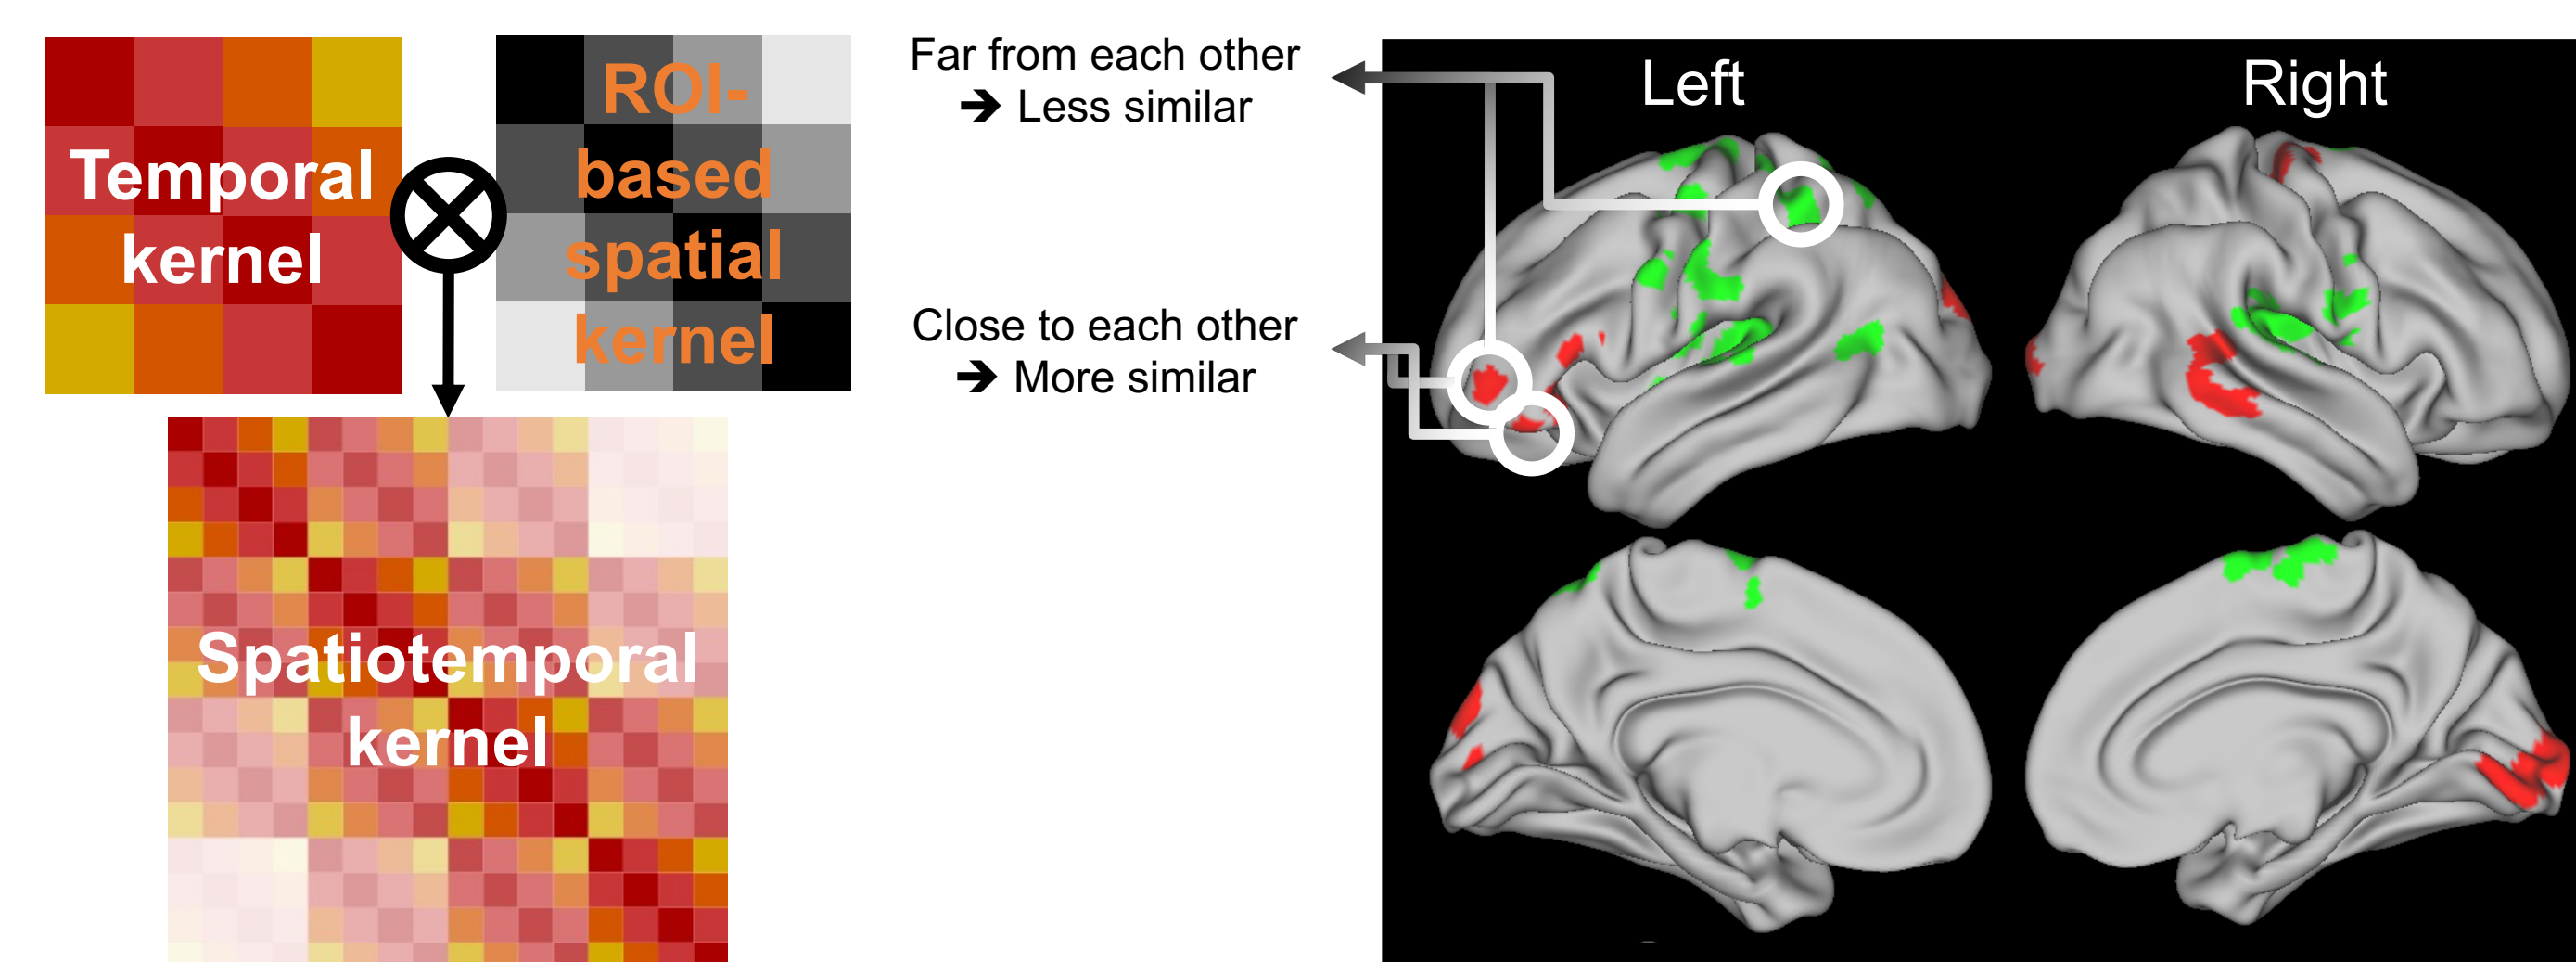 Temporal
kernel
ROI-
based
spatial
kernel
Spatiotemporal
kernel
Far from each other
➔ Less similar
Close to each other
➔ More similar
Left
Right